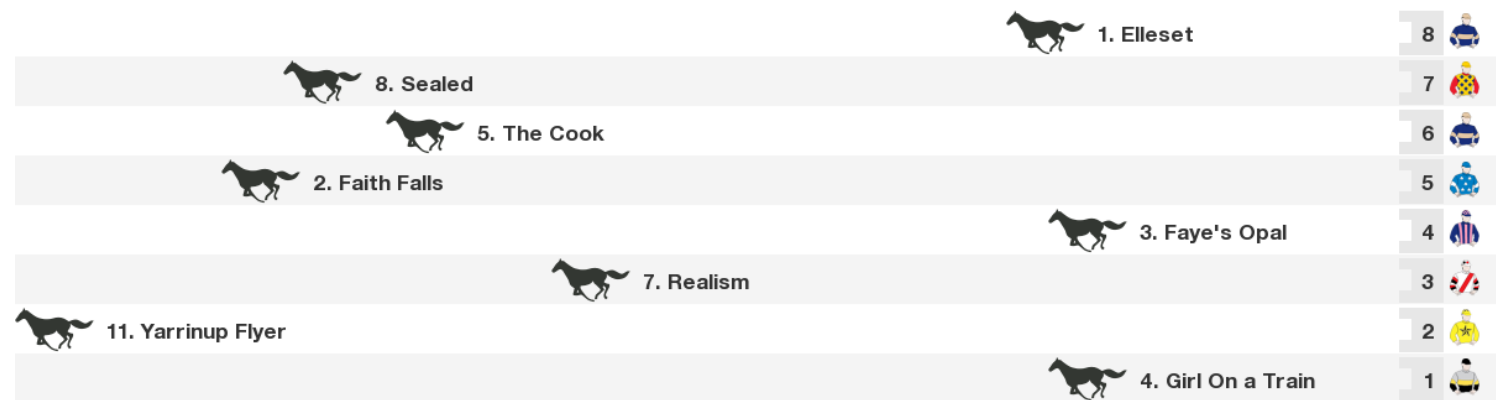 1. Elleset 8
8. Sealed 7
5. The Cook 6
2. Faith Falls 5
3. Faye's Opal 4
7. Realism 3
11. Yarrinup Flyer 2
4. Girl On a Train 1